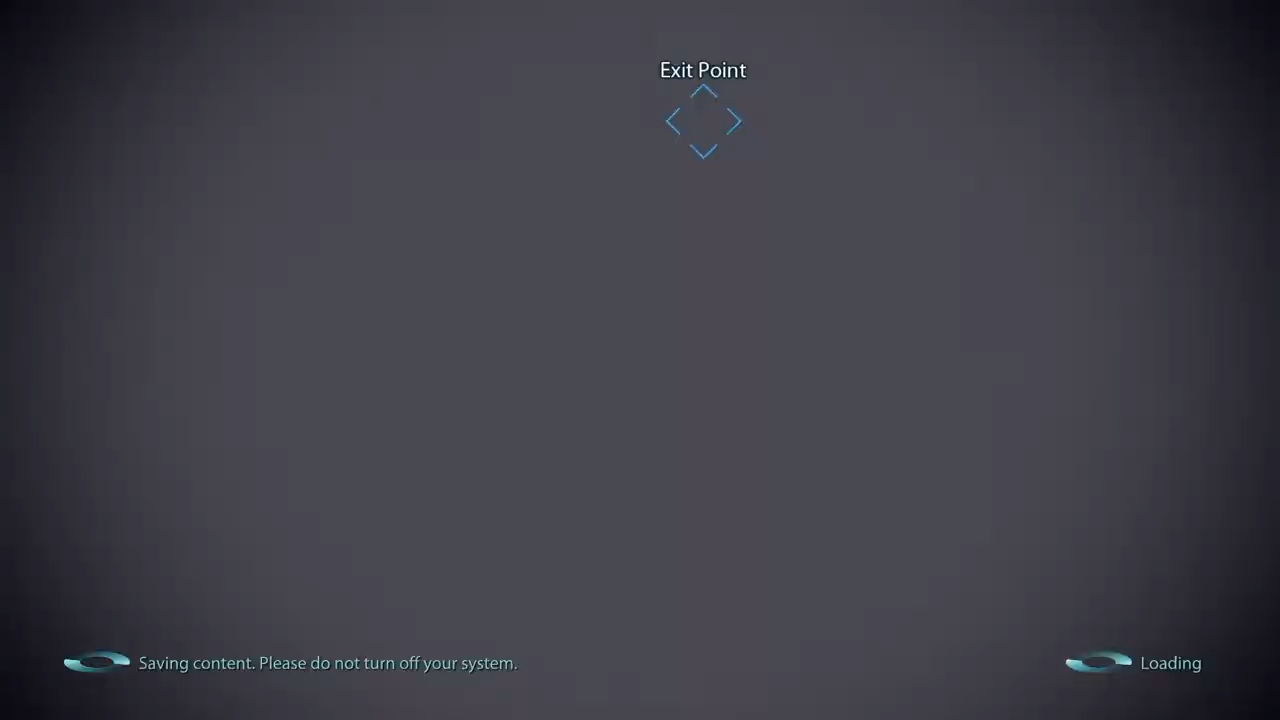 Exit Point
Saving content. Please do not turn off your system.
Loading